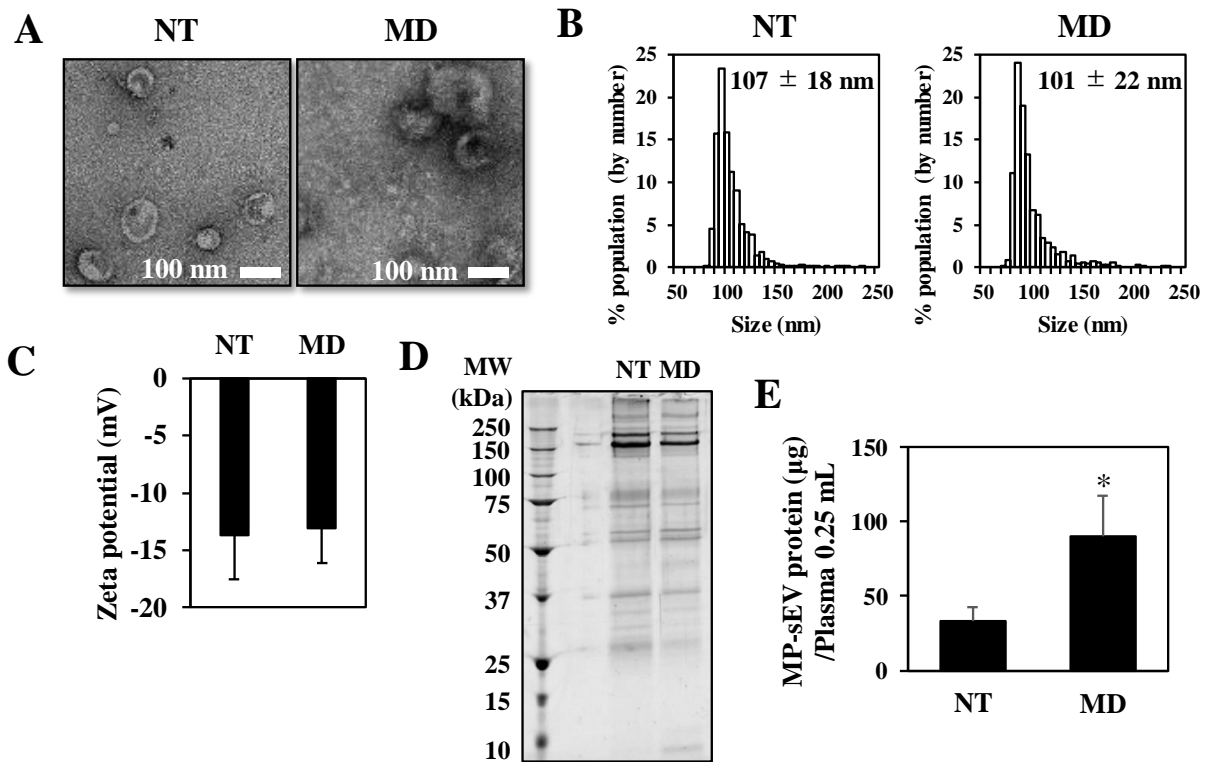 A
NT
MD
100 nm
100 nm
B
NT
MD
% population (by number)
25
20
15
10
5
0
107 ± 18 nm
50
100
150
200
250
Size (nm)
% population (by number)
25
20
15
10
5
0
101 ± 22 nm
50
100
150
200
250
Size (nm)
C
NT
MD
Zeta potential (mV)
0
-5
-10
-15
-20
D
MW
(kDa)
NT
MD
250
150
100
75
50
37
25
15
10
E
MP-sEV protein (µg)
/Plasma 0.25 mL
150
100
50
0
*
NT
MD